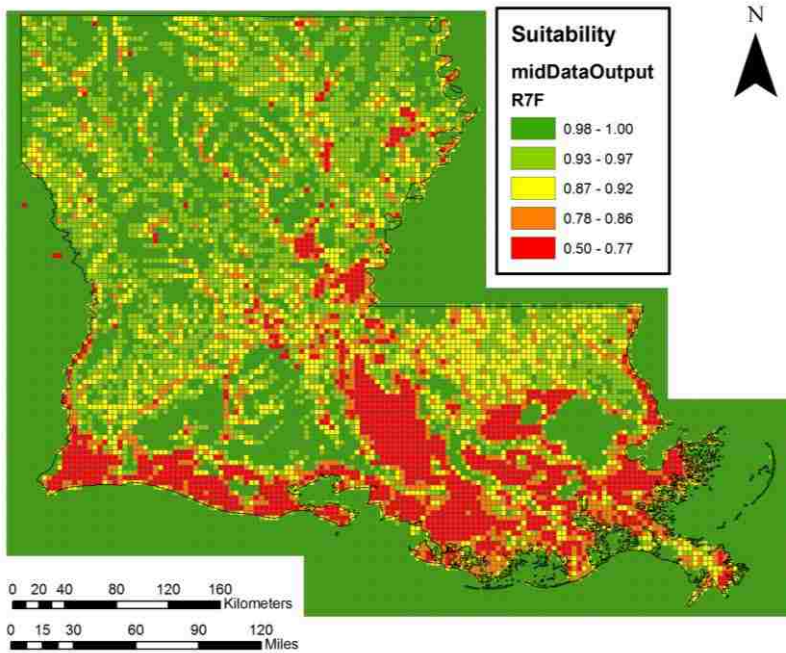 N
Suitability
midDataOutput
R7F
0.98 - 1.00
0.93 - 0.97
0.87 - 0.92
0.78 - 0.86
0.50 - 0.77
0 20 40 80 120 160
Kilometers
0 15 30 60 90 120
Miles